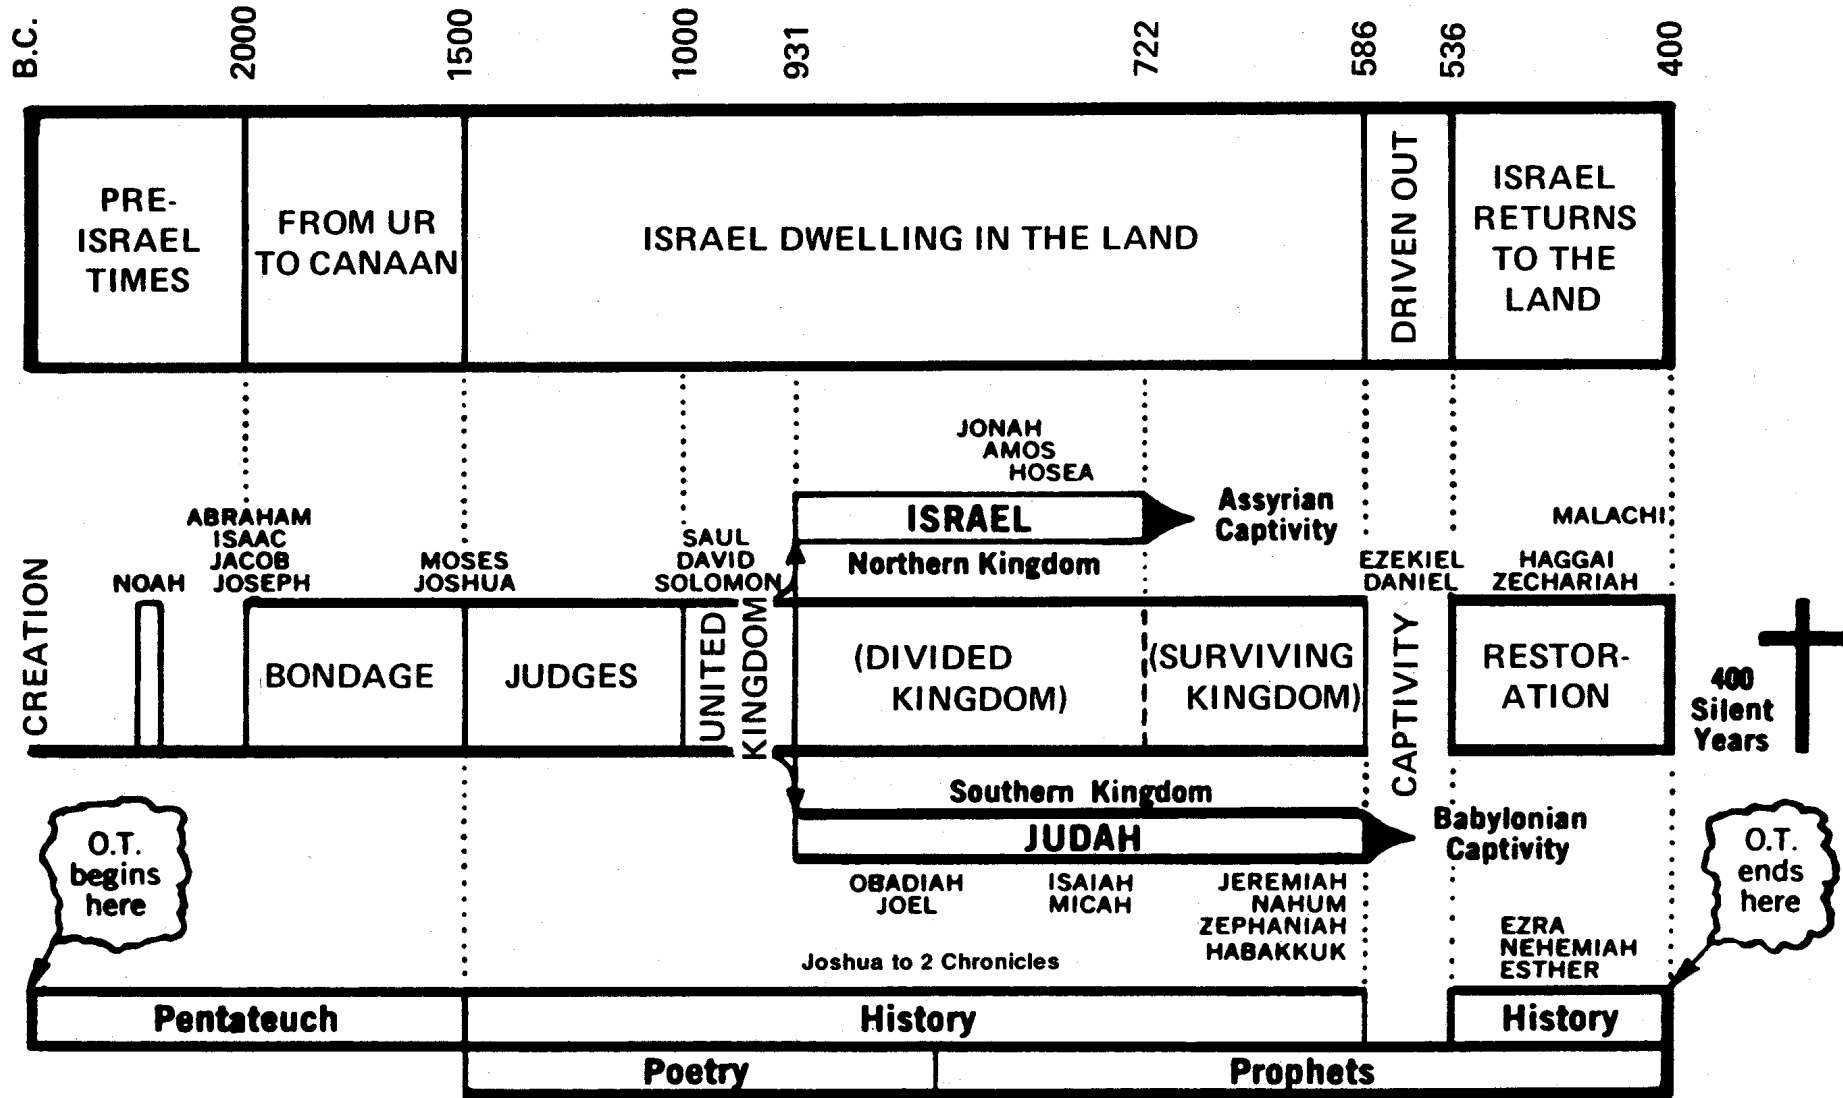 B.C.
2000
1500
1000
931
722
586
536
400
PRE-
ISRAEL
TIMES
FROM UR
TO CANAAN
ISRAEL DWELLING IN THE LAND
DRIVEN OUT
ISRAEL
RETURNS
TO THE
LAND
JONAH
AMOS
HOSEA
ISRAEL
Northern Kingdom
Assyrian
Captivity
CREATION
NOAH
ABRAHAM
ISAAC
JACOB
JOSEPH
MOSES
JOSHUA
SAUL
DAVID
SOLOMON
EZEKIEL
DANIEL
MALACHI
HAGGAI
ZECHARIAH
BONDAGE
JUDGES
UNITED
KINGDOM
(DIVIDED
KINGDOM)
(SURVIVING
KINGDOM)
CAPTIVITY
RESTOR-
ATION
400
Silent
Years
Southern Kingdom
JUDAH
Babylonian
Captivity
O.T.
begins
here
OBADIAH
JOEL
ISAIAH
MICAH
JEREMIAH
NAHUM
ZEPHANIAH
HABAKKUK
EZRA
NEHEMIAH
ESTHER
O.T.
ends
here
Joshua to 2 Chronicles
Pentateuch
History
History
Poetry
Prophets